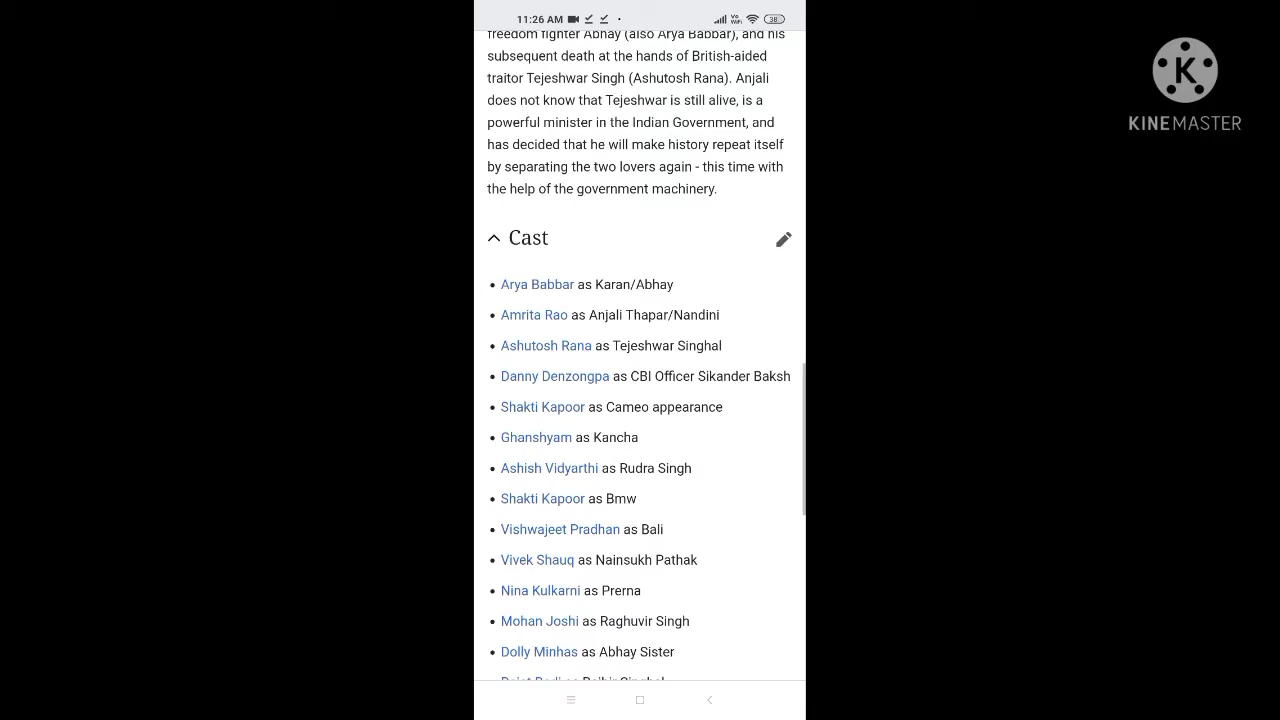 11:26 AM
Vo WiFi 38
freedom fighter Abhay (also Arya Babbar), and his
subsequent death at the hands of British-aided
traitor Tejeshwar Singh (Ashutosh Rana). Anjali
does not know that Tejeshwar is still alive, is a
powerful minister in the Indian Government, and
has decided that he will make history repeat itself
by separating the two lovers again - this time with
the help of the government machinery.
Cast
• Arya Babbar as Karan/Abhay
• Amrita Rao as Anjali Thapar/Nandini
• Ashutosh Rana as Tejeshwar Singhal
• Danny Denzongpa as CBI Officer Sikander Baksh
• Shakti Kapoor as Cameo appearance
• Ghanshyam as Kancha
• Ashish Vidyarthi as Rudra Singh
• Shakti Kapoor as Bmw
• Vishwajeet Pradhan as Bali
• Vivek Shauq as Nainsukh Pathak
• Nina Kulkarni as Prerna
• Mohan Joshi as Raghuvir Singh
• Dolly Minhas as Abhay Sister
K
KINEMASTER